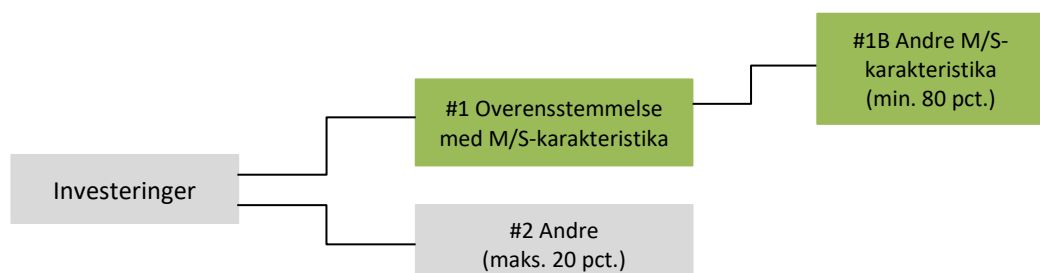 #1B Andre M/S-
karakteristika
(min. 80 pct.)
#1 Overensstemmelse
med M/S-karakteristika
Investeringer
#2 Andre
(maks. 20 pct.)